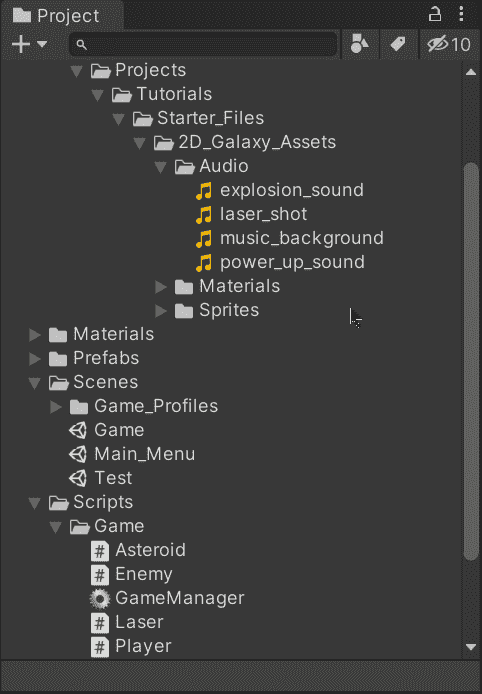 Project
10
Projects
Tutorials
Starter_Files
2D_Galaxy_Assets
Audio
explosion_sound
laser_shot
music_background
power_up_sound
Materials
Sprites
Materials
Prefabs
Scenes
Game_Profiles
Game
Main_Menu
Test
Scripts
Game
# Asteroid
# Enemy
GameManager
# Laser
# Player